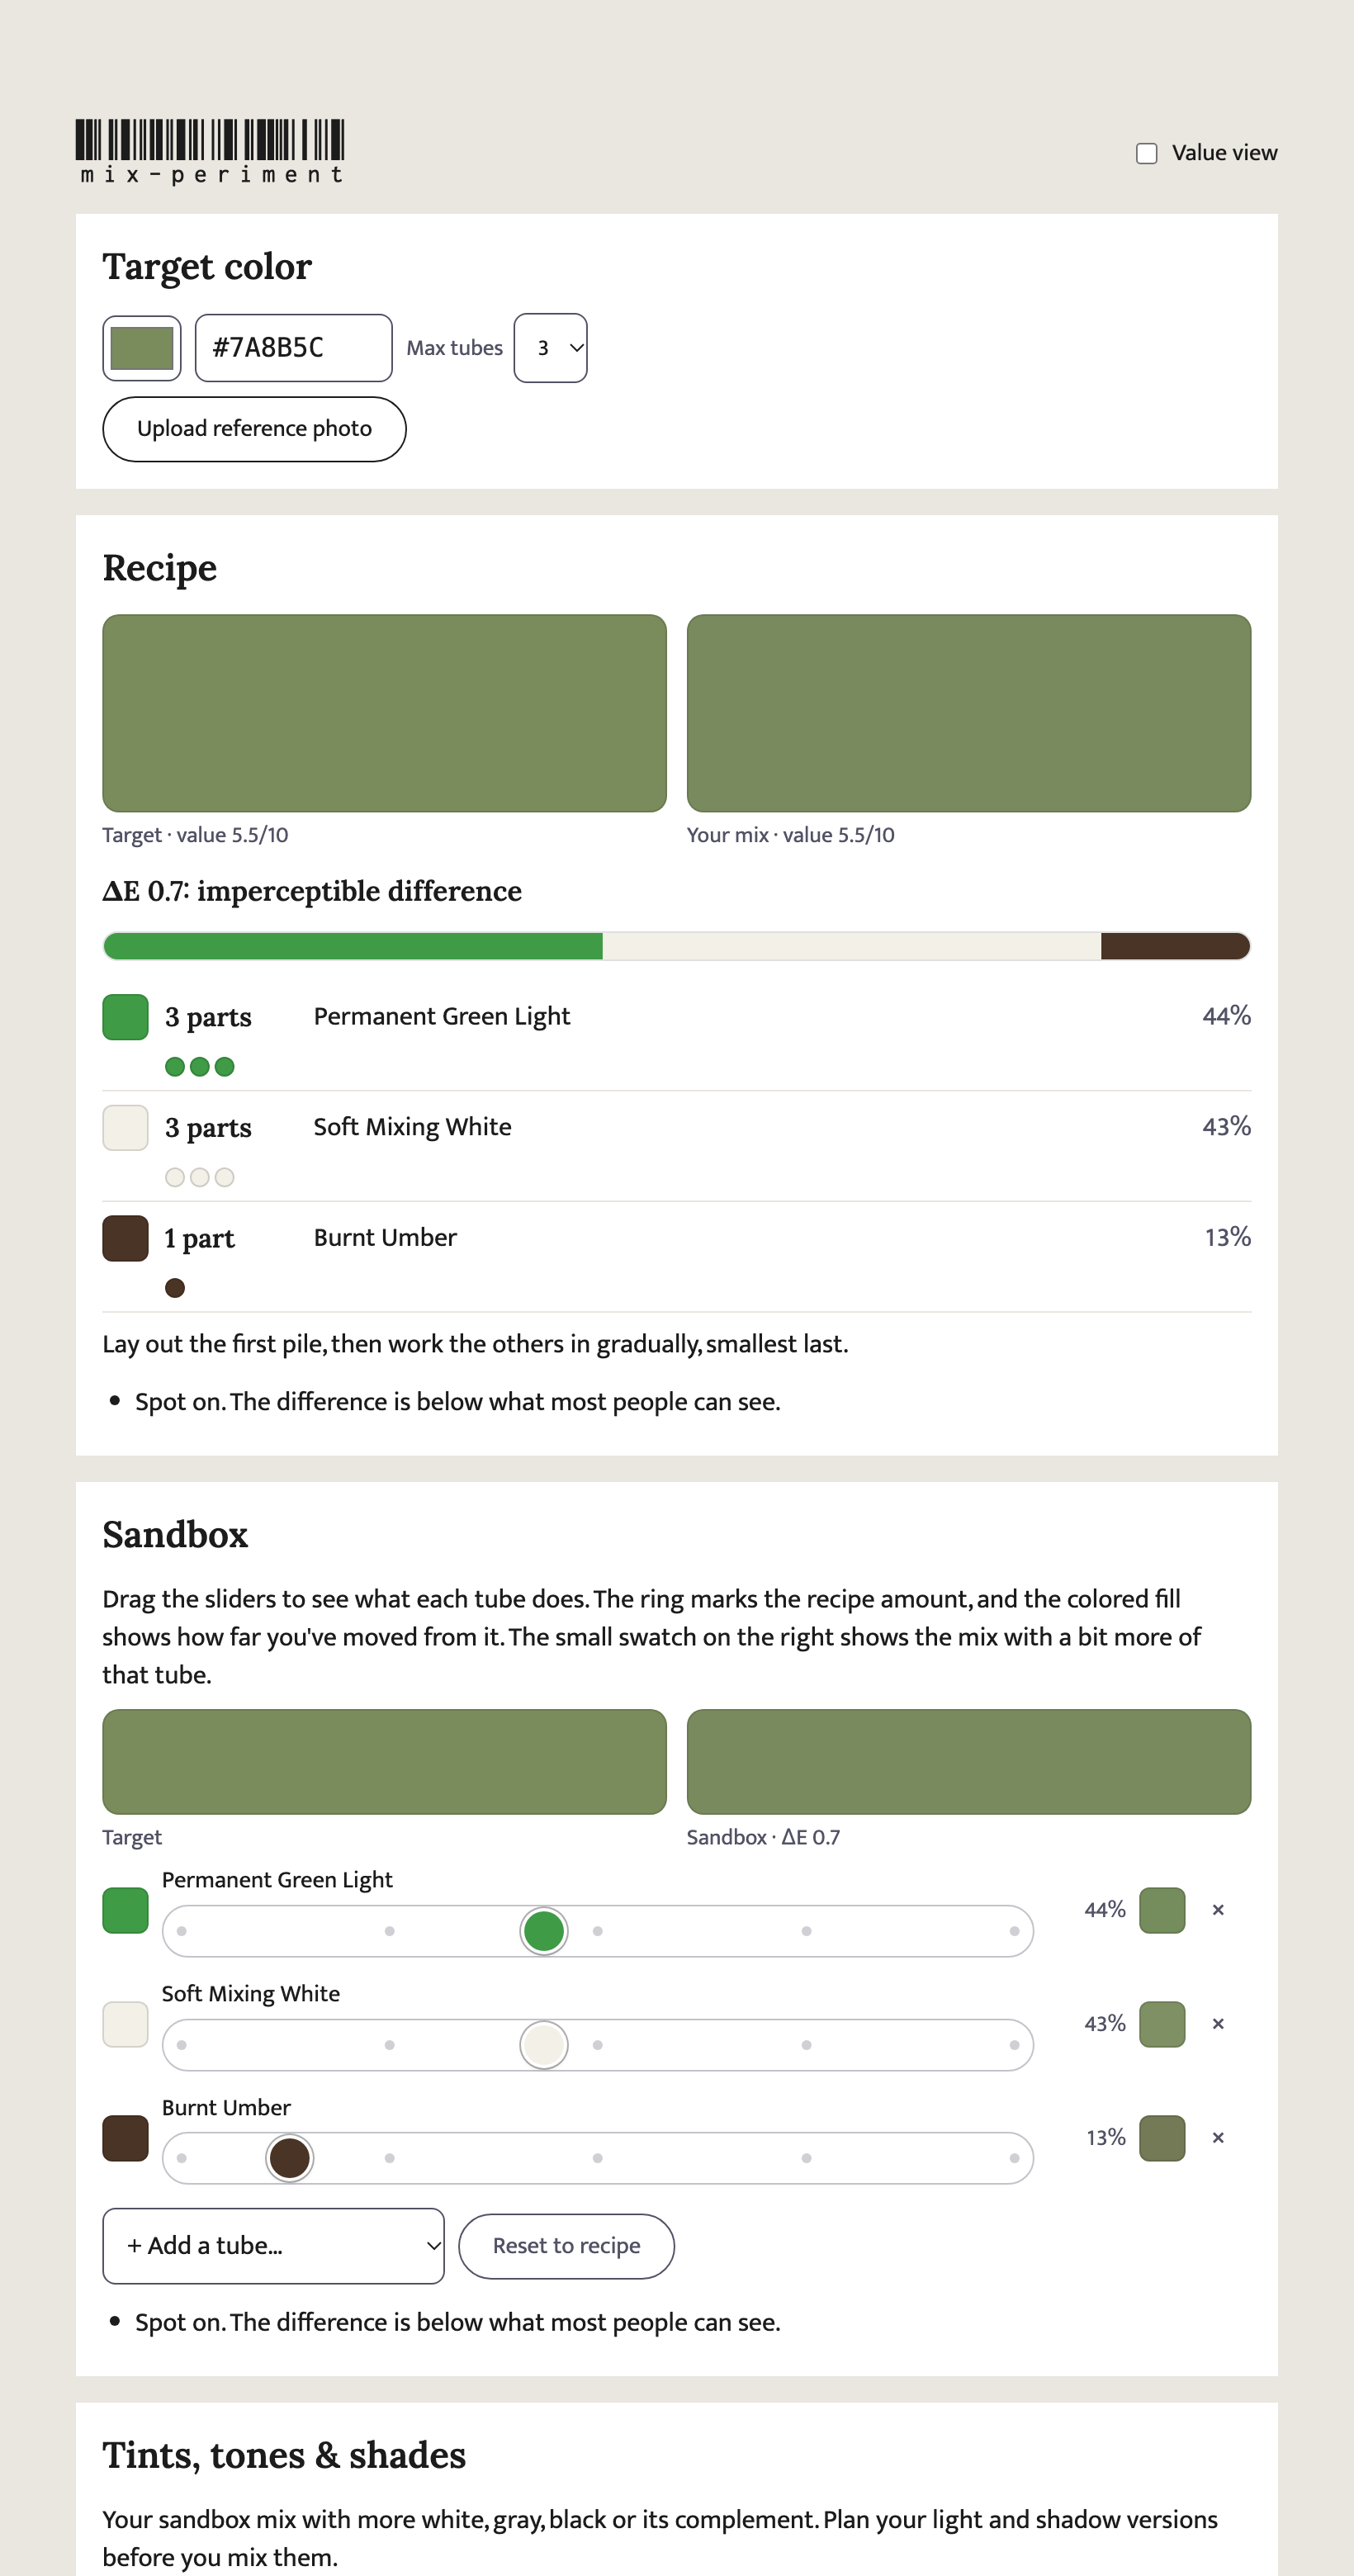 mix-periment
Value view
Target color
#7A8B5C
Max tubes
3
Upload reference photo
Recipe
Target · value 5.5/10
Your mix · value 5.5/10
ΔE 0.7: imperceptible difference
3 parts
Permanent Green Light
44%
3 parts
Soft Mixing White
43%
1 part
Burnt Umber
13%
Lay out the first pile, then work the others in gradually, smallest last.
Spot on. The difference is below what most people can see.
Sandbox
Drag the sliders to see what each tube does. The ring marks the recipe amount, and the colored fill
shows how far you've moved from it. The small swatch on the right shows the mix with a bit more of
that tube.
Target
Sandbox · ΔE 0.7
Permanent Green Light
44%
×
Soft Mixing White
43%
×
Burnt Umber
13%
×
+ Add a tube...
Reset to recipe
Spot on. The difference is below what most people can see.
Tints, tones & shades
Your sandbox mix with more white, gray, black or its complement. Plan your light and shadow versions
before you mix them.